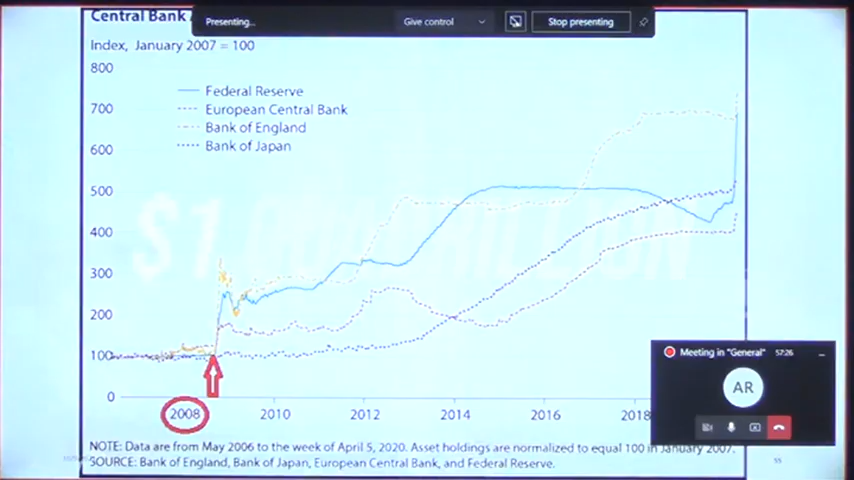 Central Bank
Presenting...
Give control
Stop presenting
Index, January 2007 = 100
800
700
600
500
400
300
200
100
0
Federal Reserve
European Central Bank
Bank of England
Bank of Japan
$1
2008
2010
2012
2014
2016
2018
Meeting in "General"
57:26
AR
NOTE: Data are from May 2006 to the week of April 5, 2020. Asset holdings are normalized to equal 100 in January 2007.
SOURCE: Bank of England, Bank of Japan, European Central Bank, and Federal Reserve.
55